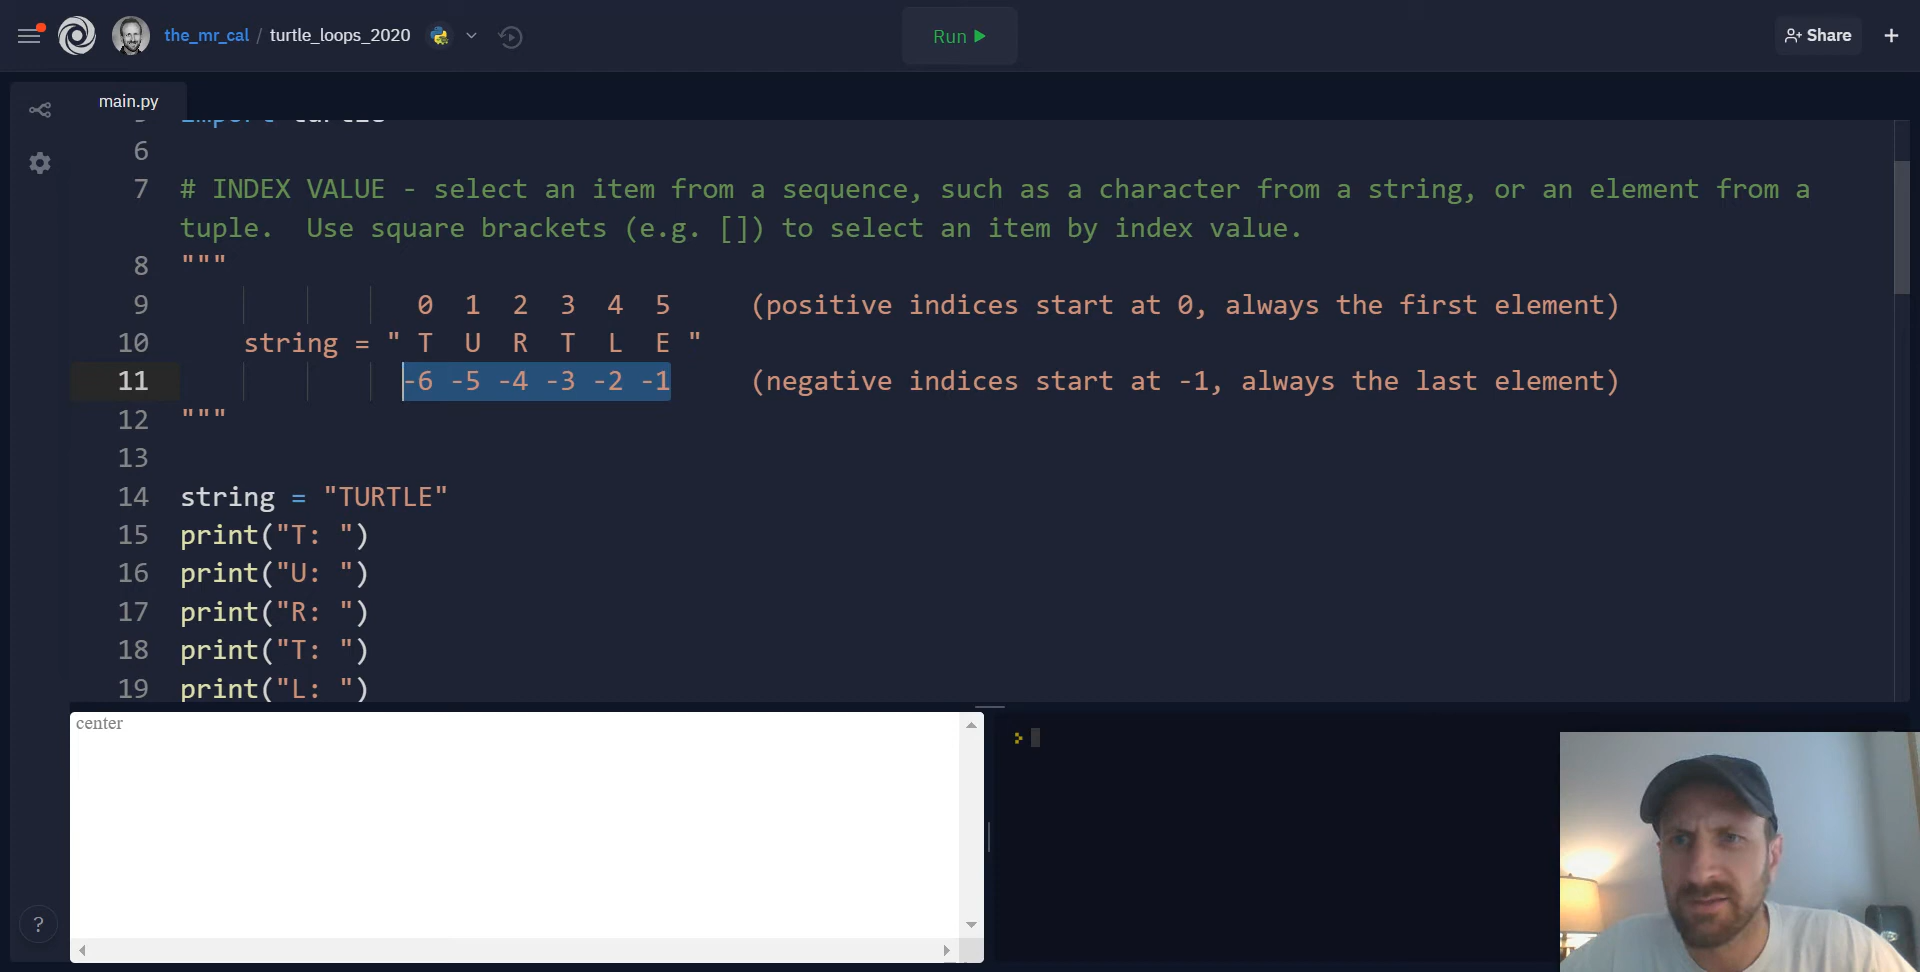 the_mr_cal / turtle_loops_2020
Run
Share
main.py
5 import turtle
6
7 # INDEX VALUE - select an item from a sequence, such as a character from a string, or an element from a
tuple.  Use square brackets (e.g. []) to select an item by index value.
8 """
9 0 1 2 3 4 5 (positive indices start at 0, always the first element)
10 string = " T U R T L E "
11 -6 -5 -4 -3 -2 -1 (negative indices start at -1, always the last element)
12 """
13
14 string = "TURTLE"
15 print("T: ")
16 print("U: ")
17 print("R: ")
18 print("T: ")
19 print("L: ")
center
>
?